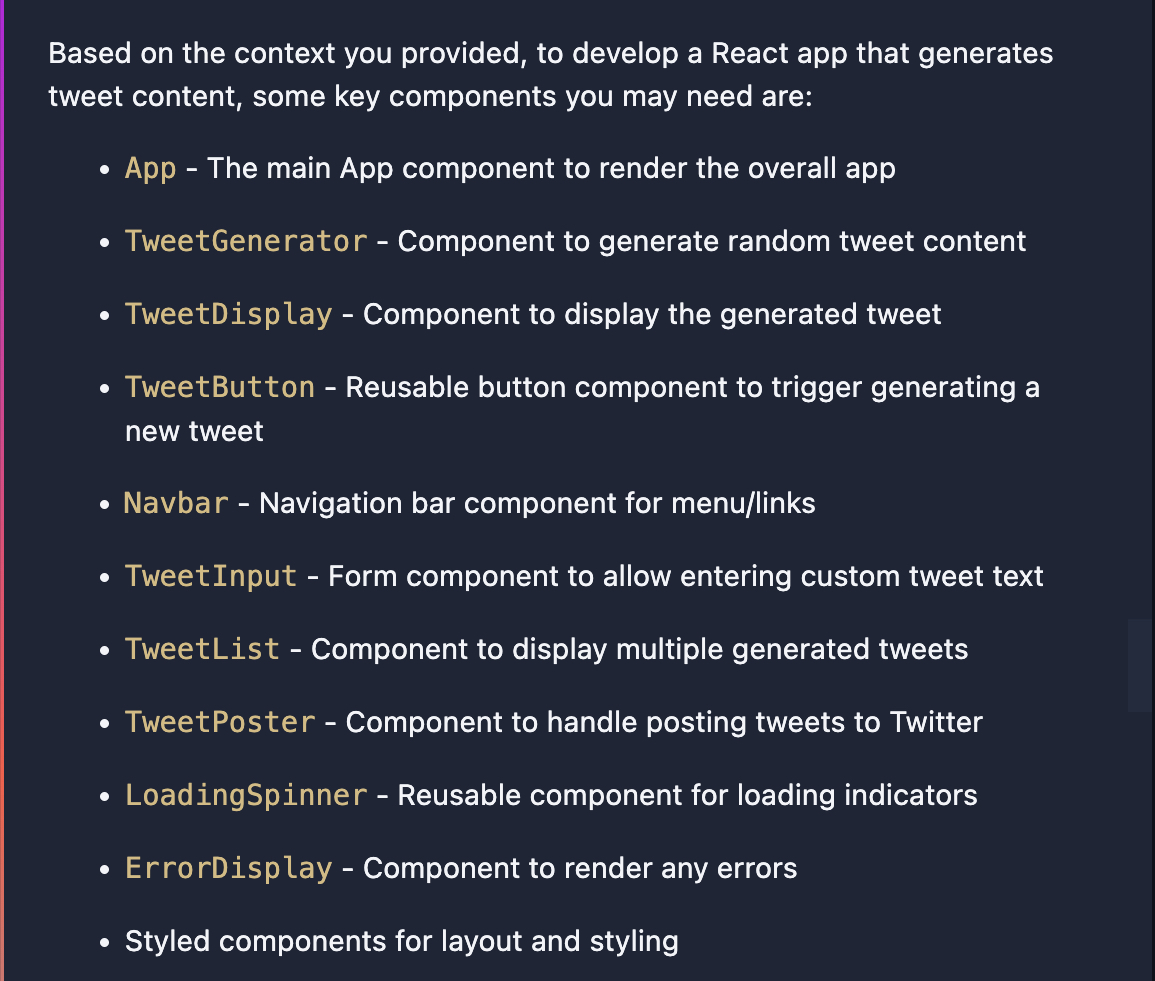 Based on the context you provided, to develop a React app that generates
tweet content, some key components you may need are:
• App - The main App component to render the overall app
• TweetGenerator - Component to generate random tweet content
• TweetDisplay - Component to display the generated tweet
• TweetButton - Reusable button component to trigger generating a
new tweet
• Navbar - Navigation bar component for menu/links
• TweetInput - Form component to allow entering custom tweet text
• TweetList - Component to display multiple generated tweets
• TweetPoster - Component to handle posting tweets to Twitter
• LoadingSpinner - Reusable component for loading indicators
• ErrorDisplay - Component to render any errors
• Styled components for layout and styling